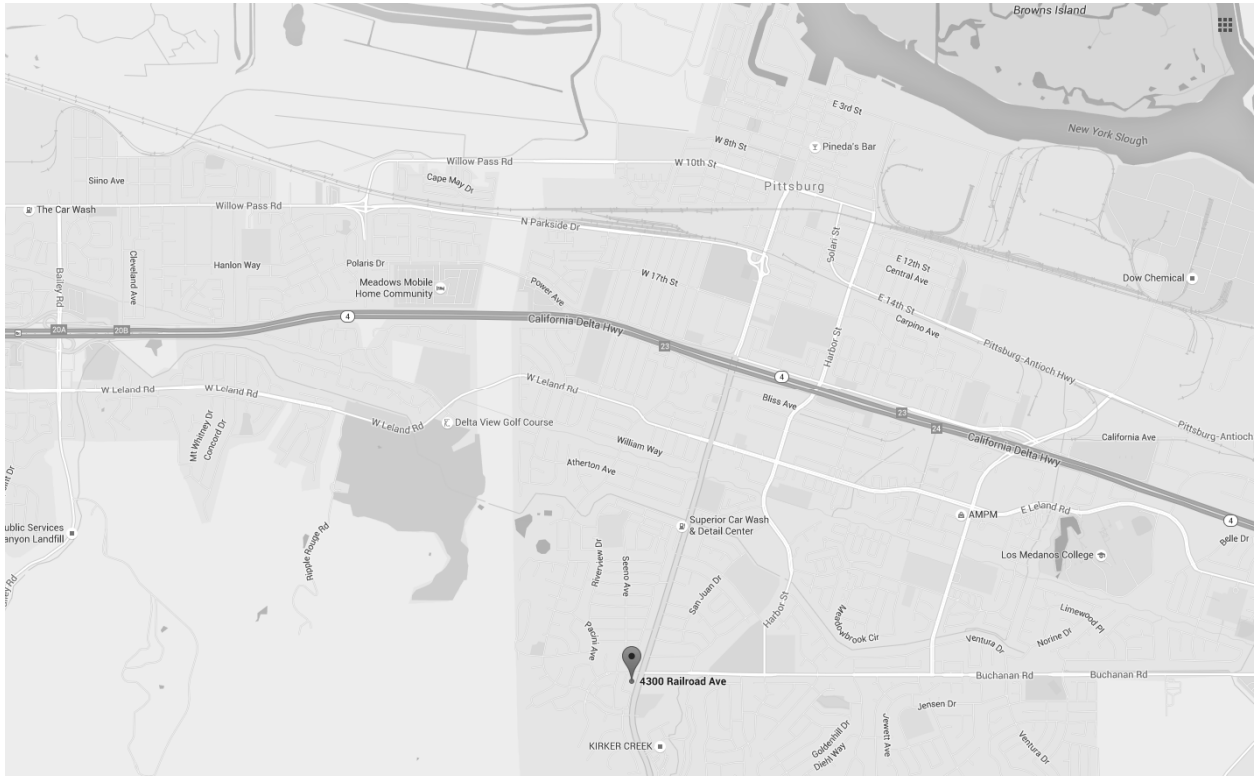 Browns Island
E 3rd St
New York Slough
W 8th St
Pineda's Bar
Willow Pass Rd
W 10th St
Siino Ave
Cape May Dr
Pittsburg
The Car Wash
Willow Pass Rd
N Parkside Dr
Solari St
Cleveland Ave
Bailey Rd
Hanlon Way
Polaris Dr
W 17th St
E 12th St
Central Ave
Dow Chemical
Meadows Mobile
Home Community
Power Ave
E 14th St
Carpino Ave
20A
20B
4
California Delta Hwy
23
Harbor St
Pittsburg-Antioch Hwy
4
W Leland Rd
W Leland Rd
W Leland Rd
Bliss Ave
23
24
W Leland Rd
Delta View Golf Course
Mt Whitney Dr
Concord Dr
William Way
California Delta Hwy
California Ave
Pittsburg-Antioch
Atherton Ave
int Dr
ublic Services
anyon Landfill
Superior Car Wash
& Detail Center
AMPM
E Leland Rd
4
Belle Dr
Ripple Rouge Rd
Riverview Dr
Seeno Ave
Los Medanos College
San Juan Dr
Harbor St
Meadowbrook Cir
Limewood Pl
Norine Dr
Ventura Dr
Pacini Ave
4300 Railroad Ave
Buchanan Rd
Buchanan Rd
Jensen Dr
KIRKER CREEK
Goldenhill Dr
Diehl Way
Jewett Ave
Ventura Dr